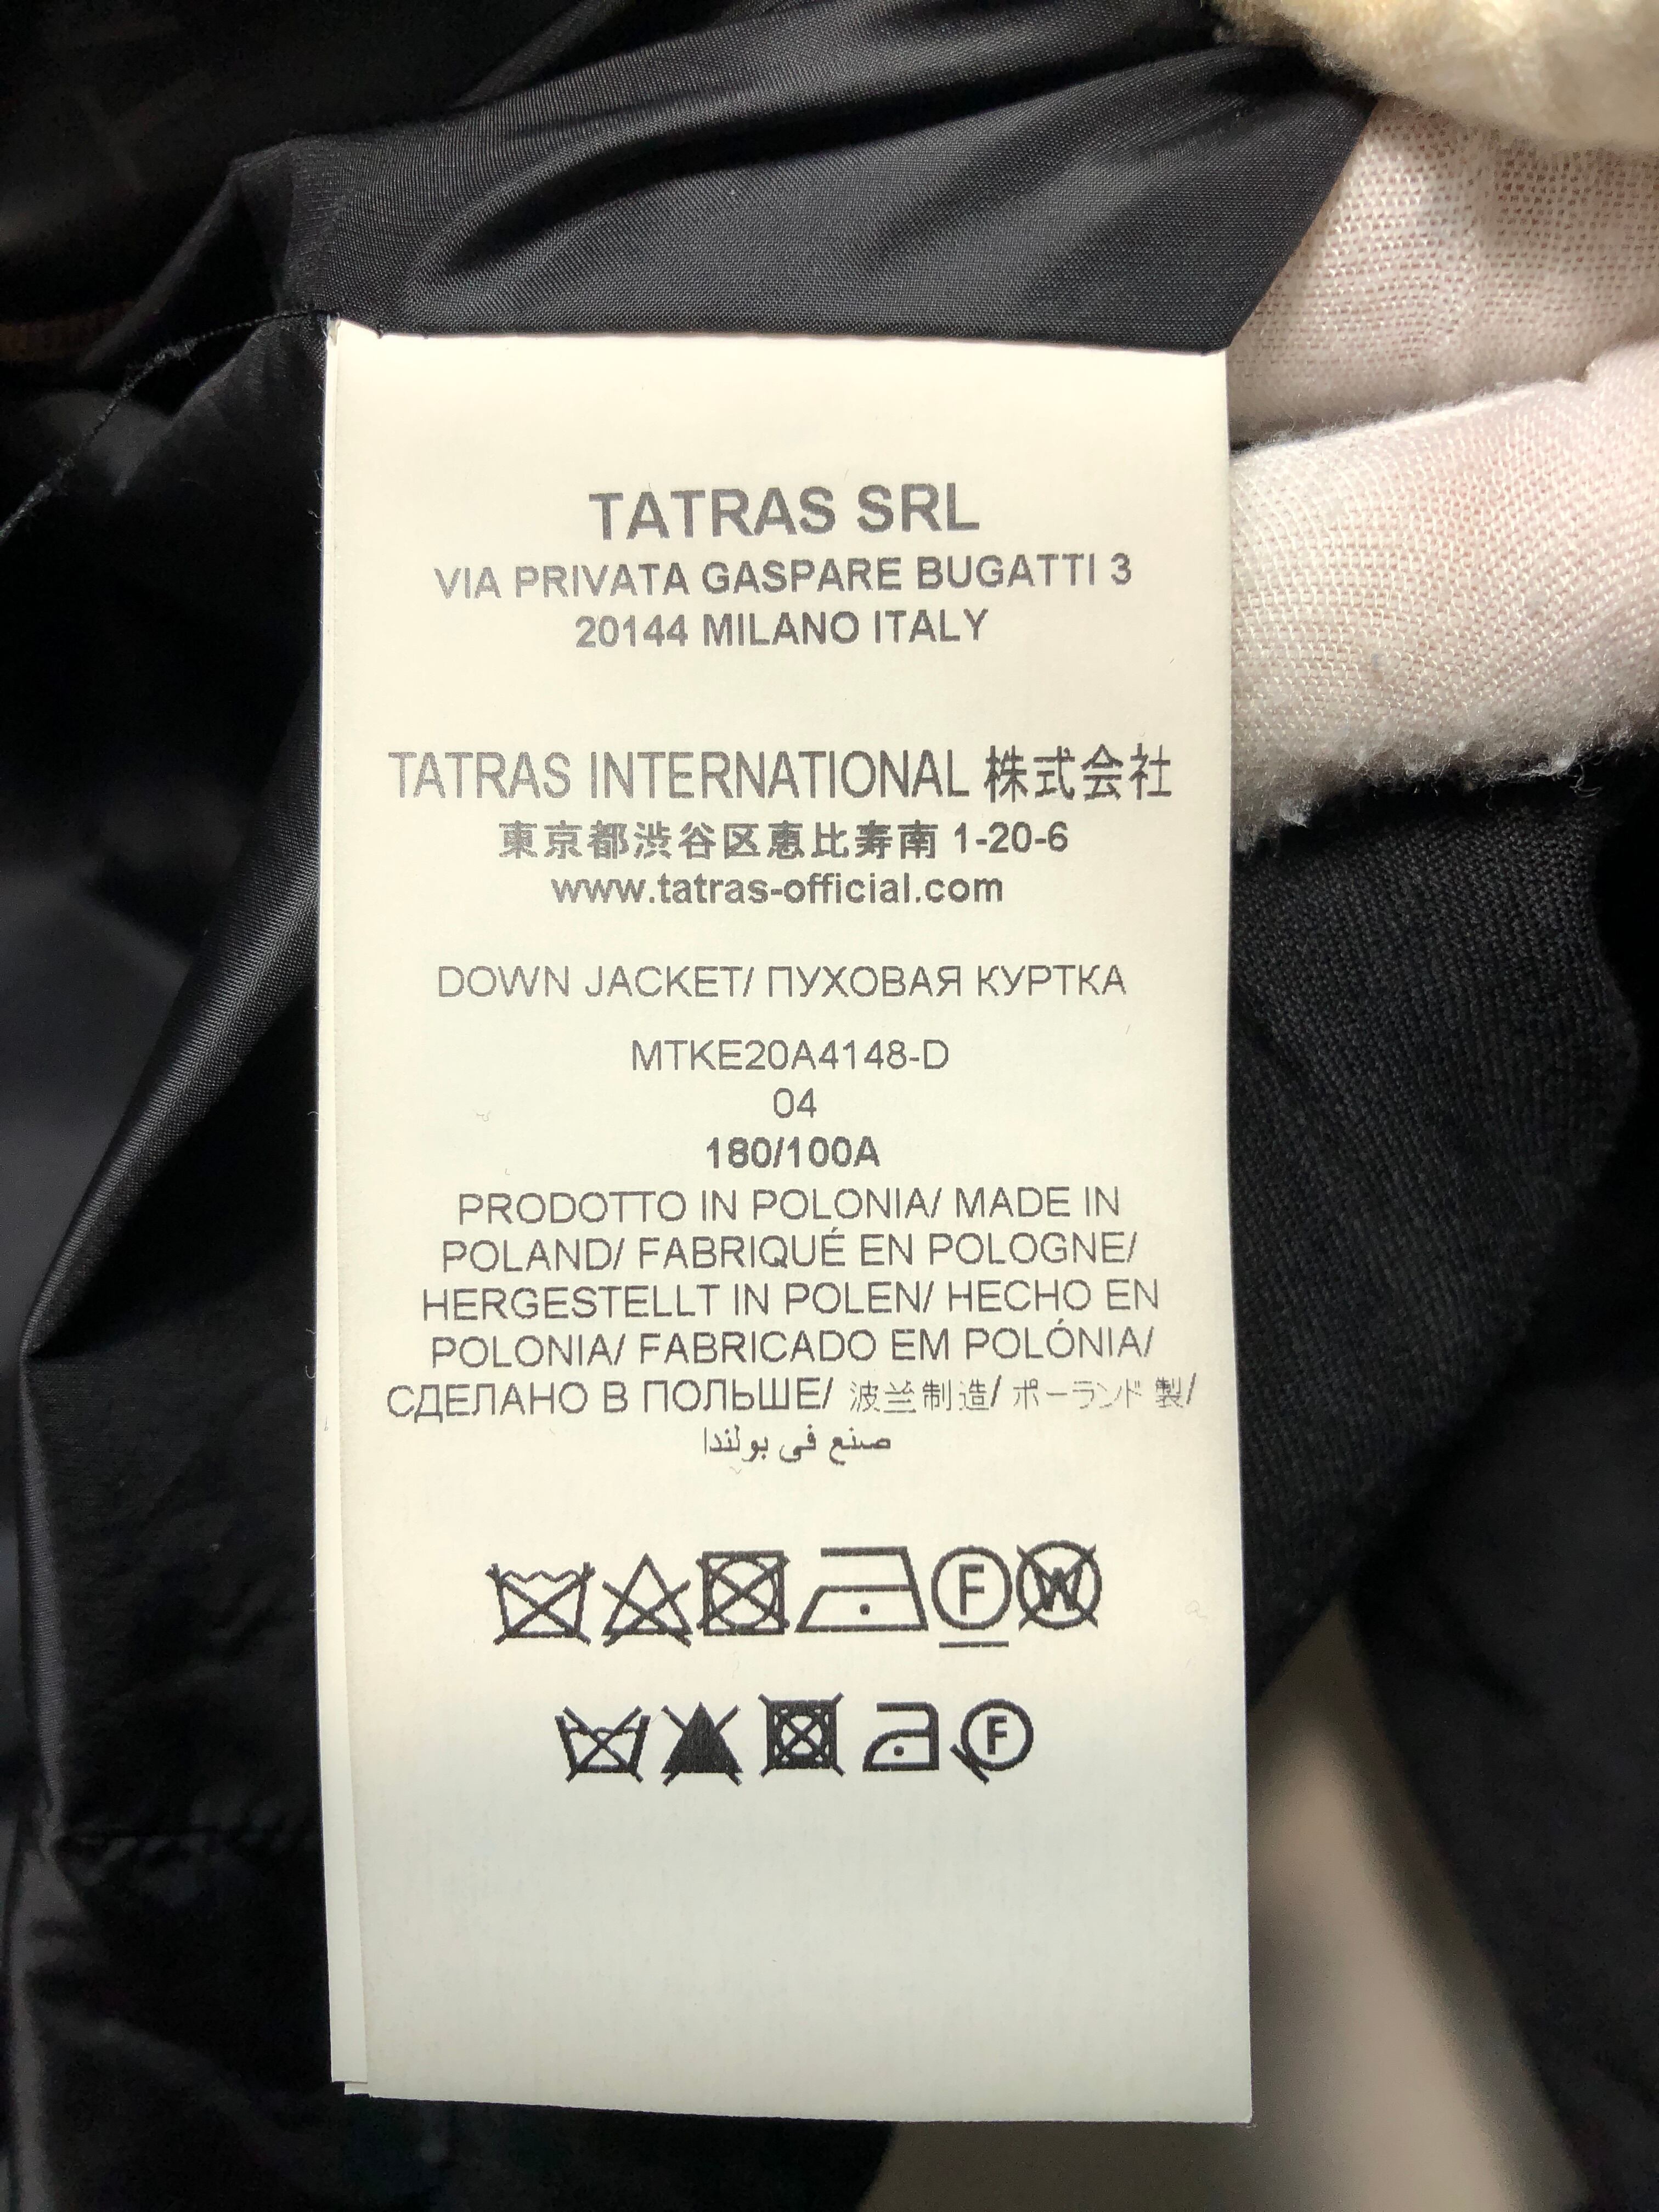 TATRAS SRL
VIA PRIVATA GASPARE BUGATTI 3
20144 MILANO ITALY
TATRAS INTERNATIONAL 株式会社
東京都渋谷区恵比寿南 1-20-6
www.tatras-official.com
DOWN JACKET/ ПУХОВАЯ КУРТКА
MTKE20A4148-D
04
180/100A
PRODOTTO IN POLONIA/ MADE IN
POLAND/ FABRIQUÉ EN POLOGNE/
HERGESTELLT IN POLEN/ HECHO EN
POLONIA/ FABRICADO EM POLÓNIA/
СДЕЛАНО В ПОЛЬШЕ/ 波兰制造/ ポーランド 製/
صنع في بولندا
F W
F